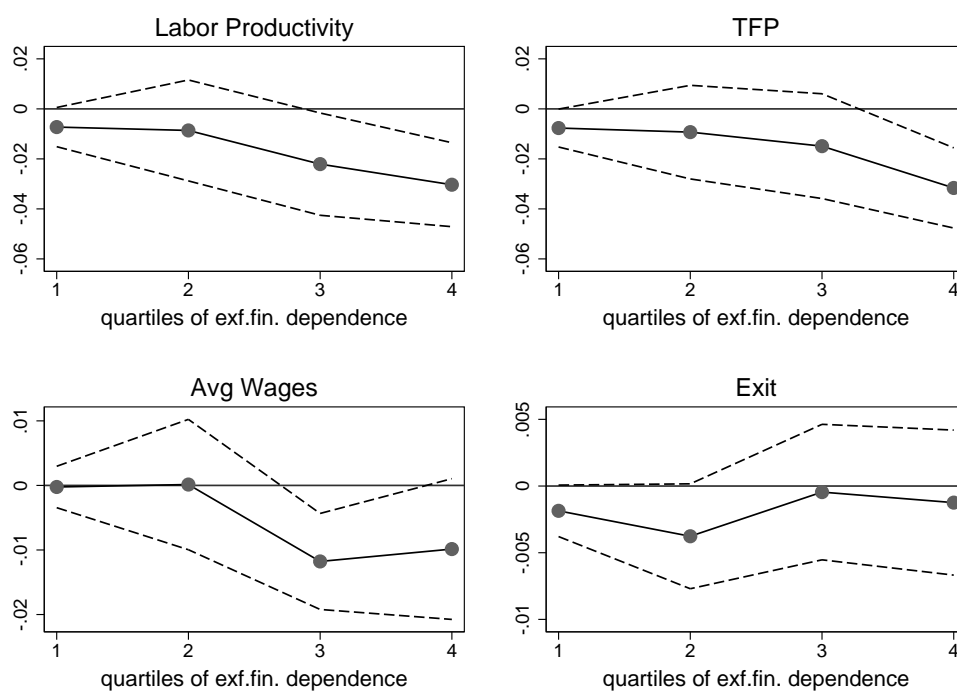 Labor Productivity
.02
0
-.02
-.04
-.06
1 2 3 4
quartiles of exf.fin. dependence
TFP
.02
0
-.02
-.04
-.06
1 2 3 4
quartiles of exf.fin. dependence
Avg Wages
.01
0
-.01
-.02
1 2 3 4
quartiles of exf.fin. dependence
Exit
.005
0
-.005
-.01
1 2 3 4
quartiles of exf.fin. dependence